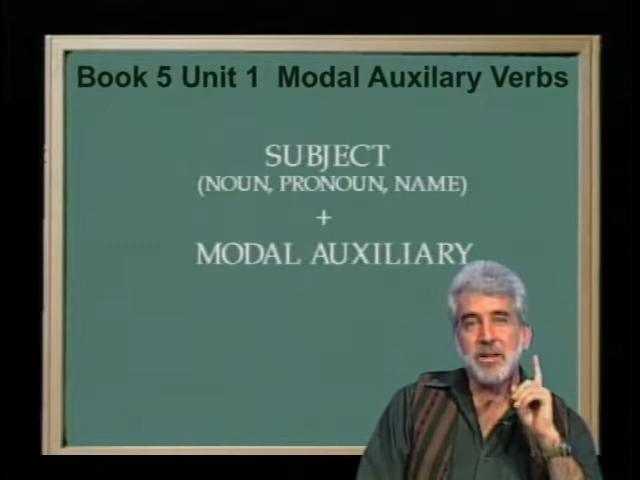 Book 5 Unit 1 Modal Auxilary Verbs
SUBJECT
(NOUN, PRONOUN, NAME)
+
MODAL AUXILIARY